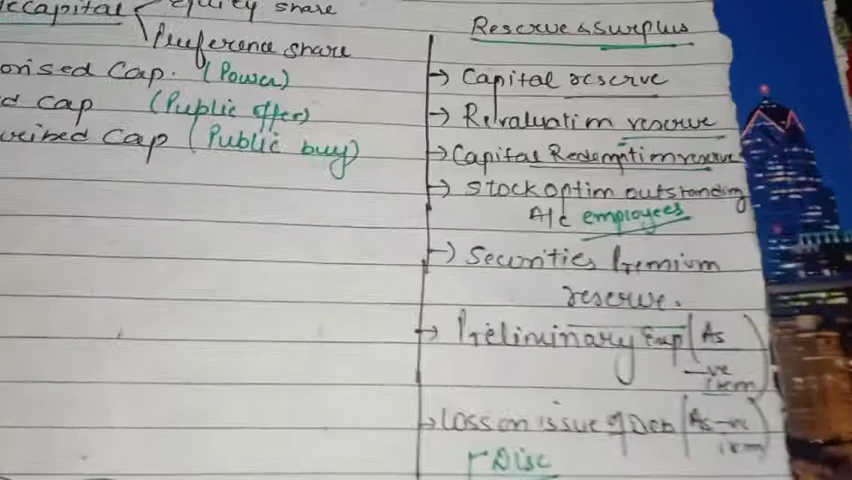 ecapital equity share
Preference share
orised Cap. (Power)
d cap (Public offer)
cribed Cap (Public buy)
Reserve & Surplus
→ Capital reserve
→ Revaluation reserve
→ Capital Redemption reserve
→ Stock option outstanding
A/c employees
→ Securities Premium
reserve.
→ Preliminary Exp (As
-ve
item)
→ Loss on issue of Deb (As -ve
item)
Disc